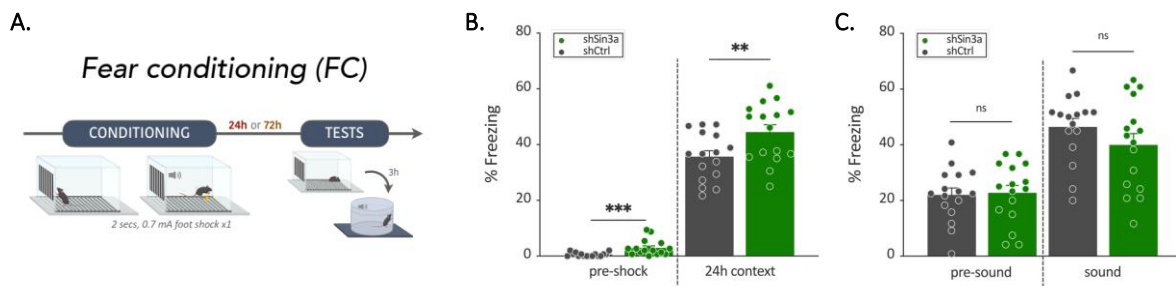 A.
Fear conditioning (FC)
CONDITIONING
24h or 72h
TESTS
3h
2 secs, 0.7 mA foot shock x1
B.
80
60
40
20
0
% Freezing
shSin3a
shCtrl
***
**
pre-shock
24h context
C.
80
60
40
20
0
% Freezing
shSin3a
shCtrl
ns
ns
pre-sound
sound